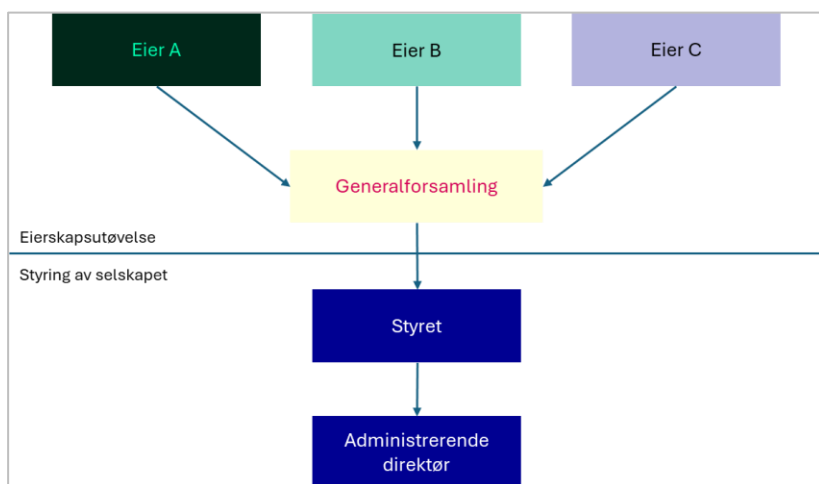 Eier A
Eier B
Eier C
Generalforsamling
Eierskapsutøvelse
Styring av selskapet
Styret
Administrerende
direktør